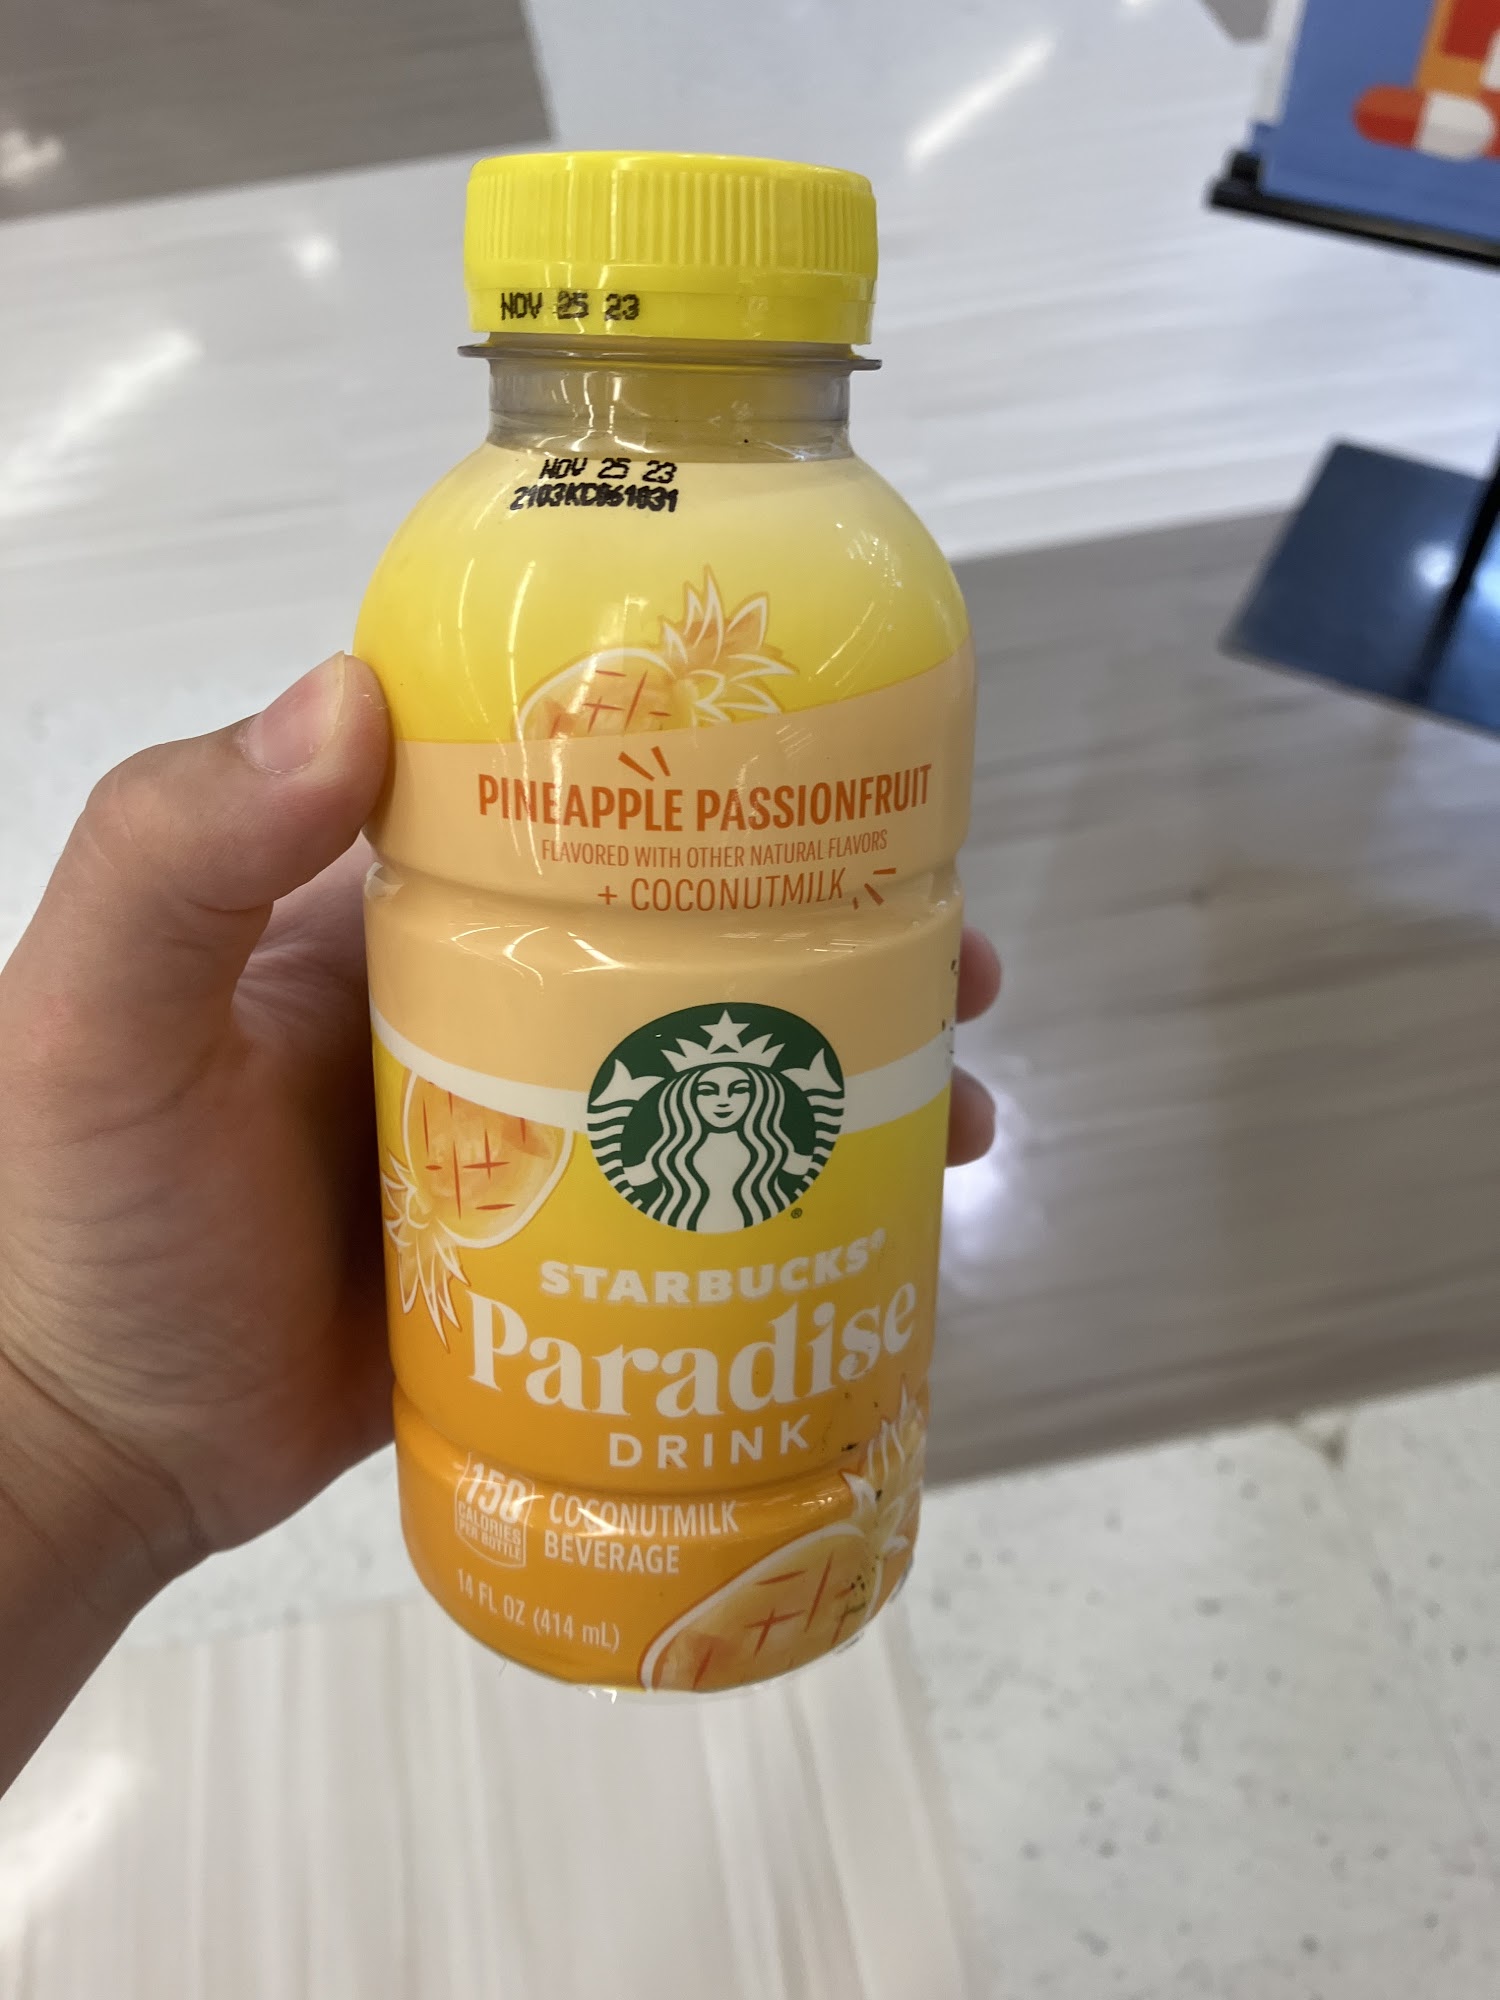 NOV 25 23
NOV 25 23
PINEAPPLE PASSIONFRUIT
FLAVORED WITH OTHER NATURAL FLAVORS
+ COCONUTMILK
STARBUCKS®
Paradise
DRINK
150
CALORIES
PER BOTTLE
COCONUTMILK
BEVERAGE
14 FL OZ (414 mL)